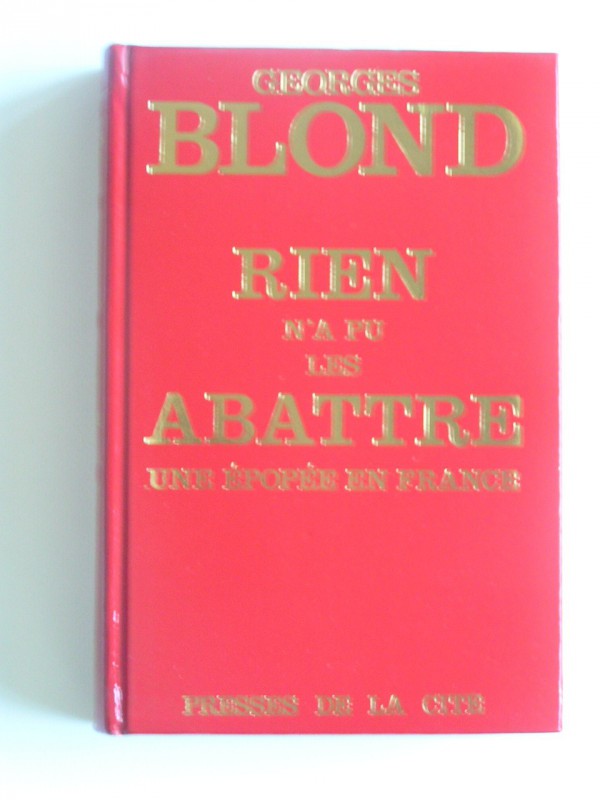 GEORGES
BLOND
RIEN
N'A PU
LES
ABATTRE
UNE ÉPOPÉE EN FRANCE
PRESSES DE LA CITÉ